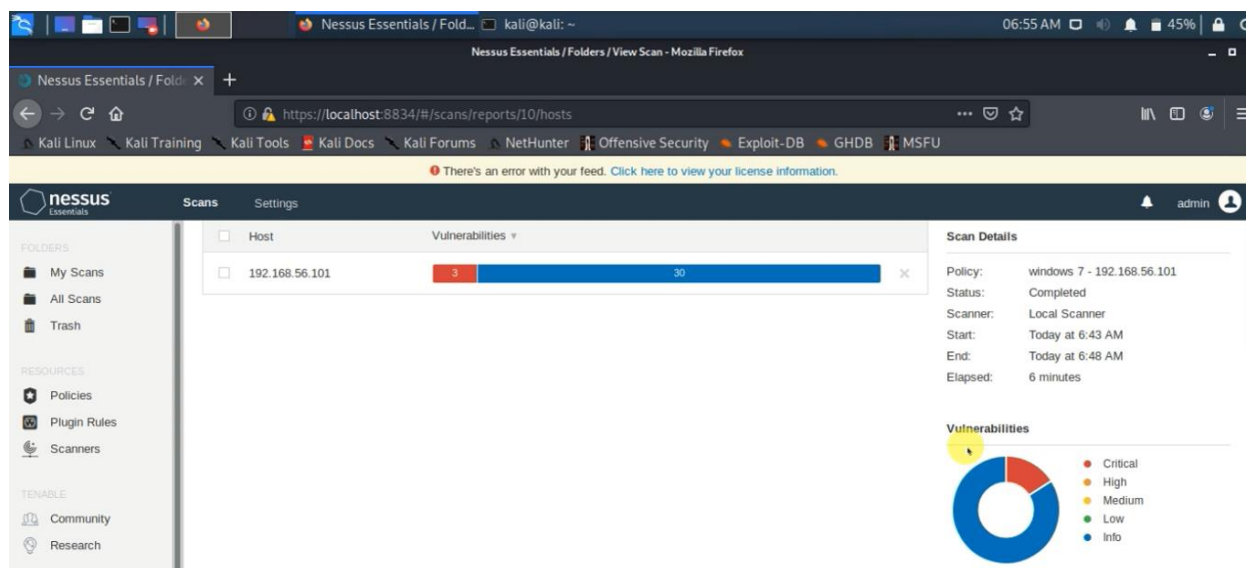 Nessus Essentials / Fold... kali@kali: ~ 06:55 AM 45%
Nessus Essentials / Folders / View Scan - Mozilla Firefox
Nessus Essentials / Fold
https://localhost:8834/#/scans/reports/10/hosts
Kali Linux Kali Training Kali Tools Kali Docs Kali Forums NetHunter Offensive Security Exploit-DB GHDB MSFU
There's an error with your feed. Click here to view your license information.
nessus Essentials Scans Settings admin
FOLDERS
My Scans
All Scans
Trash
RESOURCES
Policies
Plugin Rules
Scanners
TENABLE
Community
Research
Host Vulnerabilities
192.168.56.101 3 30
Scan Details
Policy: windows 7 - 192.168.56.101
Status: Completed
Scanner: Local Scanner
Start: Today at 6:43 AM
End: Today at 6:48 AM
Elapsed: 6 minutes
Vulnerabilities
Critical
High
Medium
Low
Info